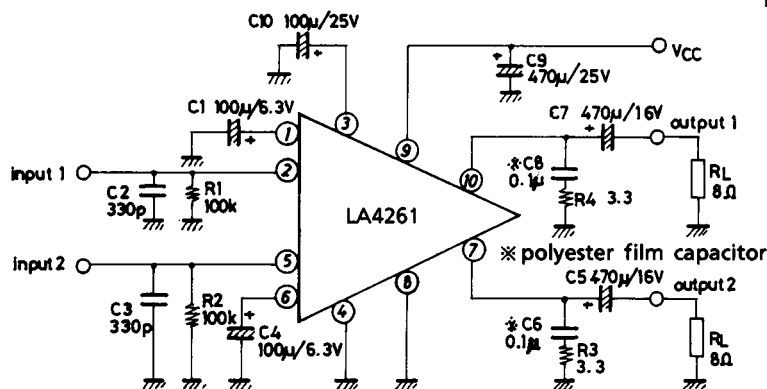 C10 100μ/25V
+
3
C1 100μ/6.3V
+
1
input 1
2
C2
330p
R1
100k
LA4261
input2
5
C3
330p
R2
100k
6
+
C4
100μ/6.3V
4
8
9
+
C9
470μ/25V
VCC
C7 470μ/16V
+
output 1
10
※C8
0.1μ
R4 3.3
RL
8Ω
7
※ polyester film capacitor
C5 470μ/16V
+
output 2
※C6
0.1μ
R3
3.3
RL
8Ω